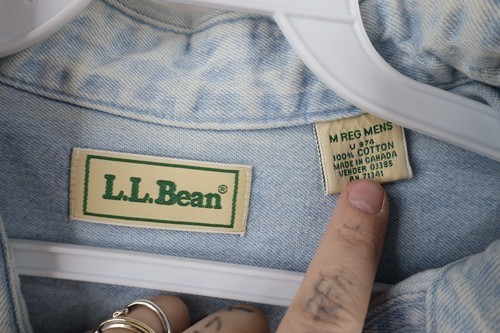 L.L.Bean®
M REG MENS
U 974
100% COTTON
MADE IN CANADA
VENDER 03385
RN 71341